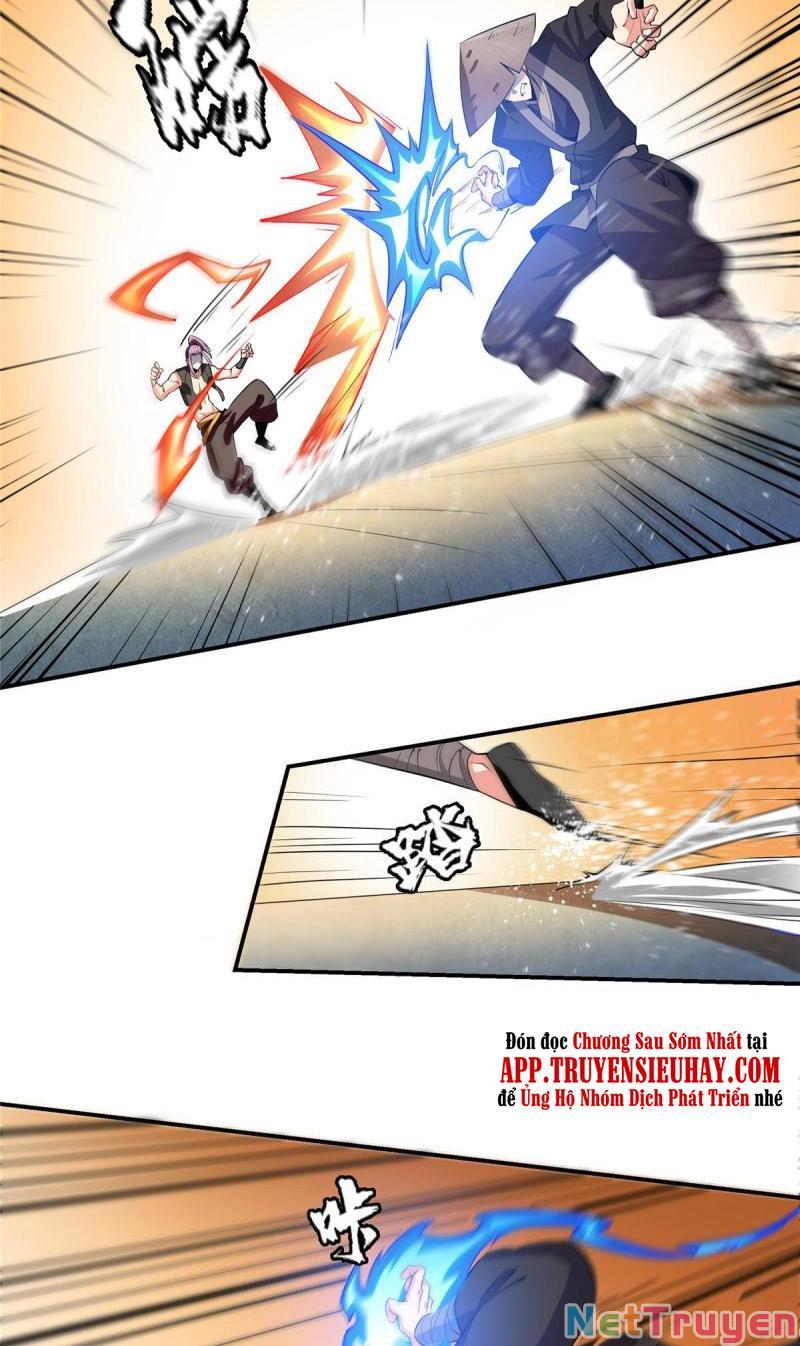 踏
咔
Đón đọc Chương Sau Sớm Nhất tại
APP.TRUYENSIEUHAY.COM
để Ủng Hộ Nhóm Dịch Phát Triển nhé
NetTruyen